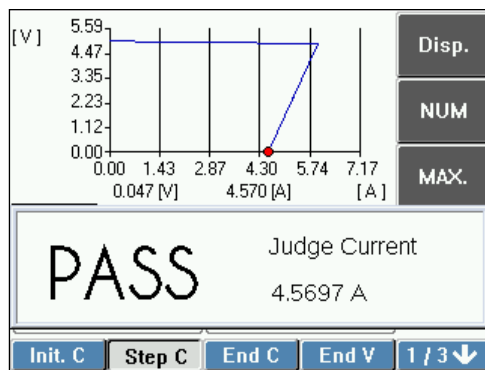 [V]
5.59
4.47
3.35
2.23
1.12
0.00
0.00 1.43 2.87 4.30 5.74 7.17
0.047 [V] 4.570 [A] [A]
Disp.
NUM
MAX.
PASS
Judge Current
4.5697 A
Init. C Step C End C End V 1 / 3